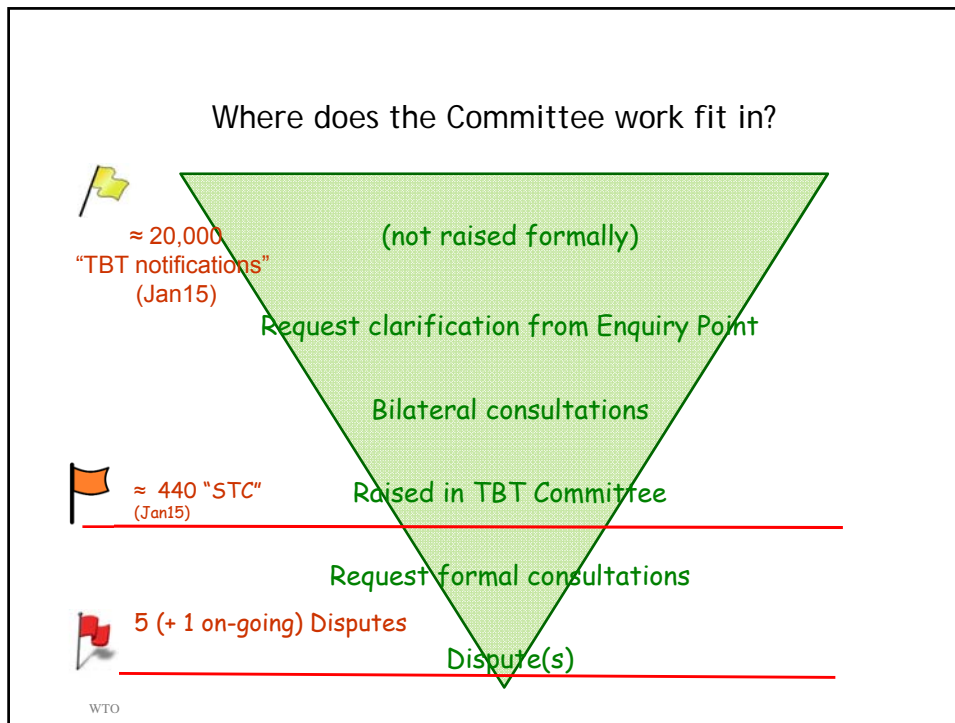 Where does the Committee work fit in?
≈ 20,000
“TBT notifications”
(Jan15)
(not raised formally)
Request clarification from Enquiry Point
Bilateral consultations
≈ 440 “STC”
(Jan15)
Raised in TBT Committee
Request formal consultations
5 (+ 1 on-going) Disputes
Dispute(s)
WTO